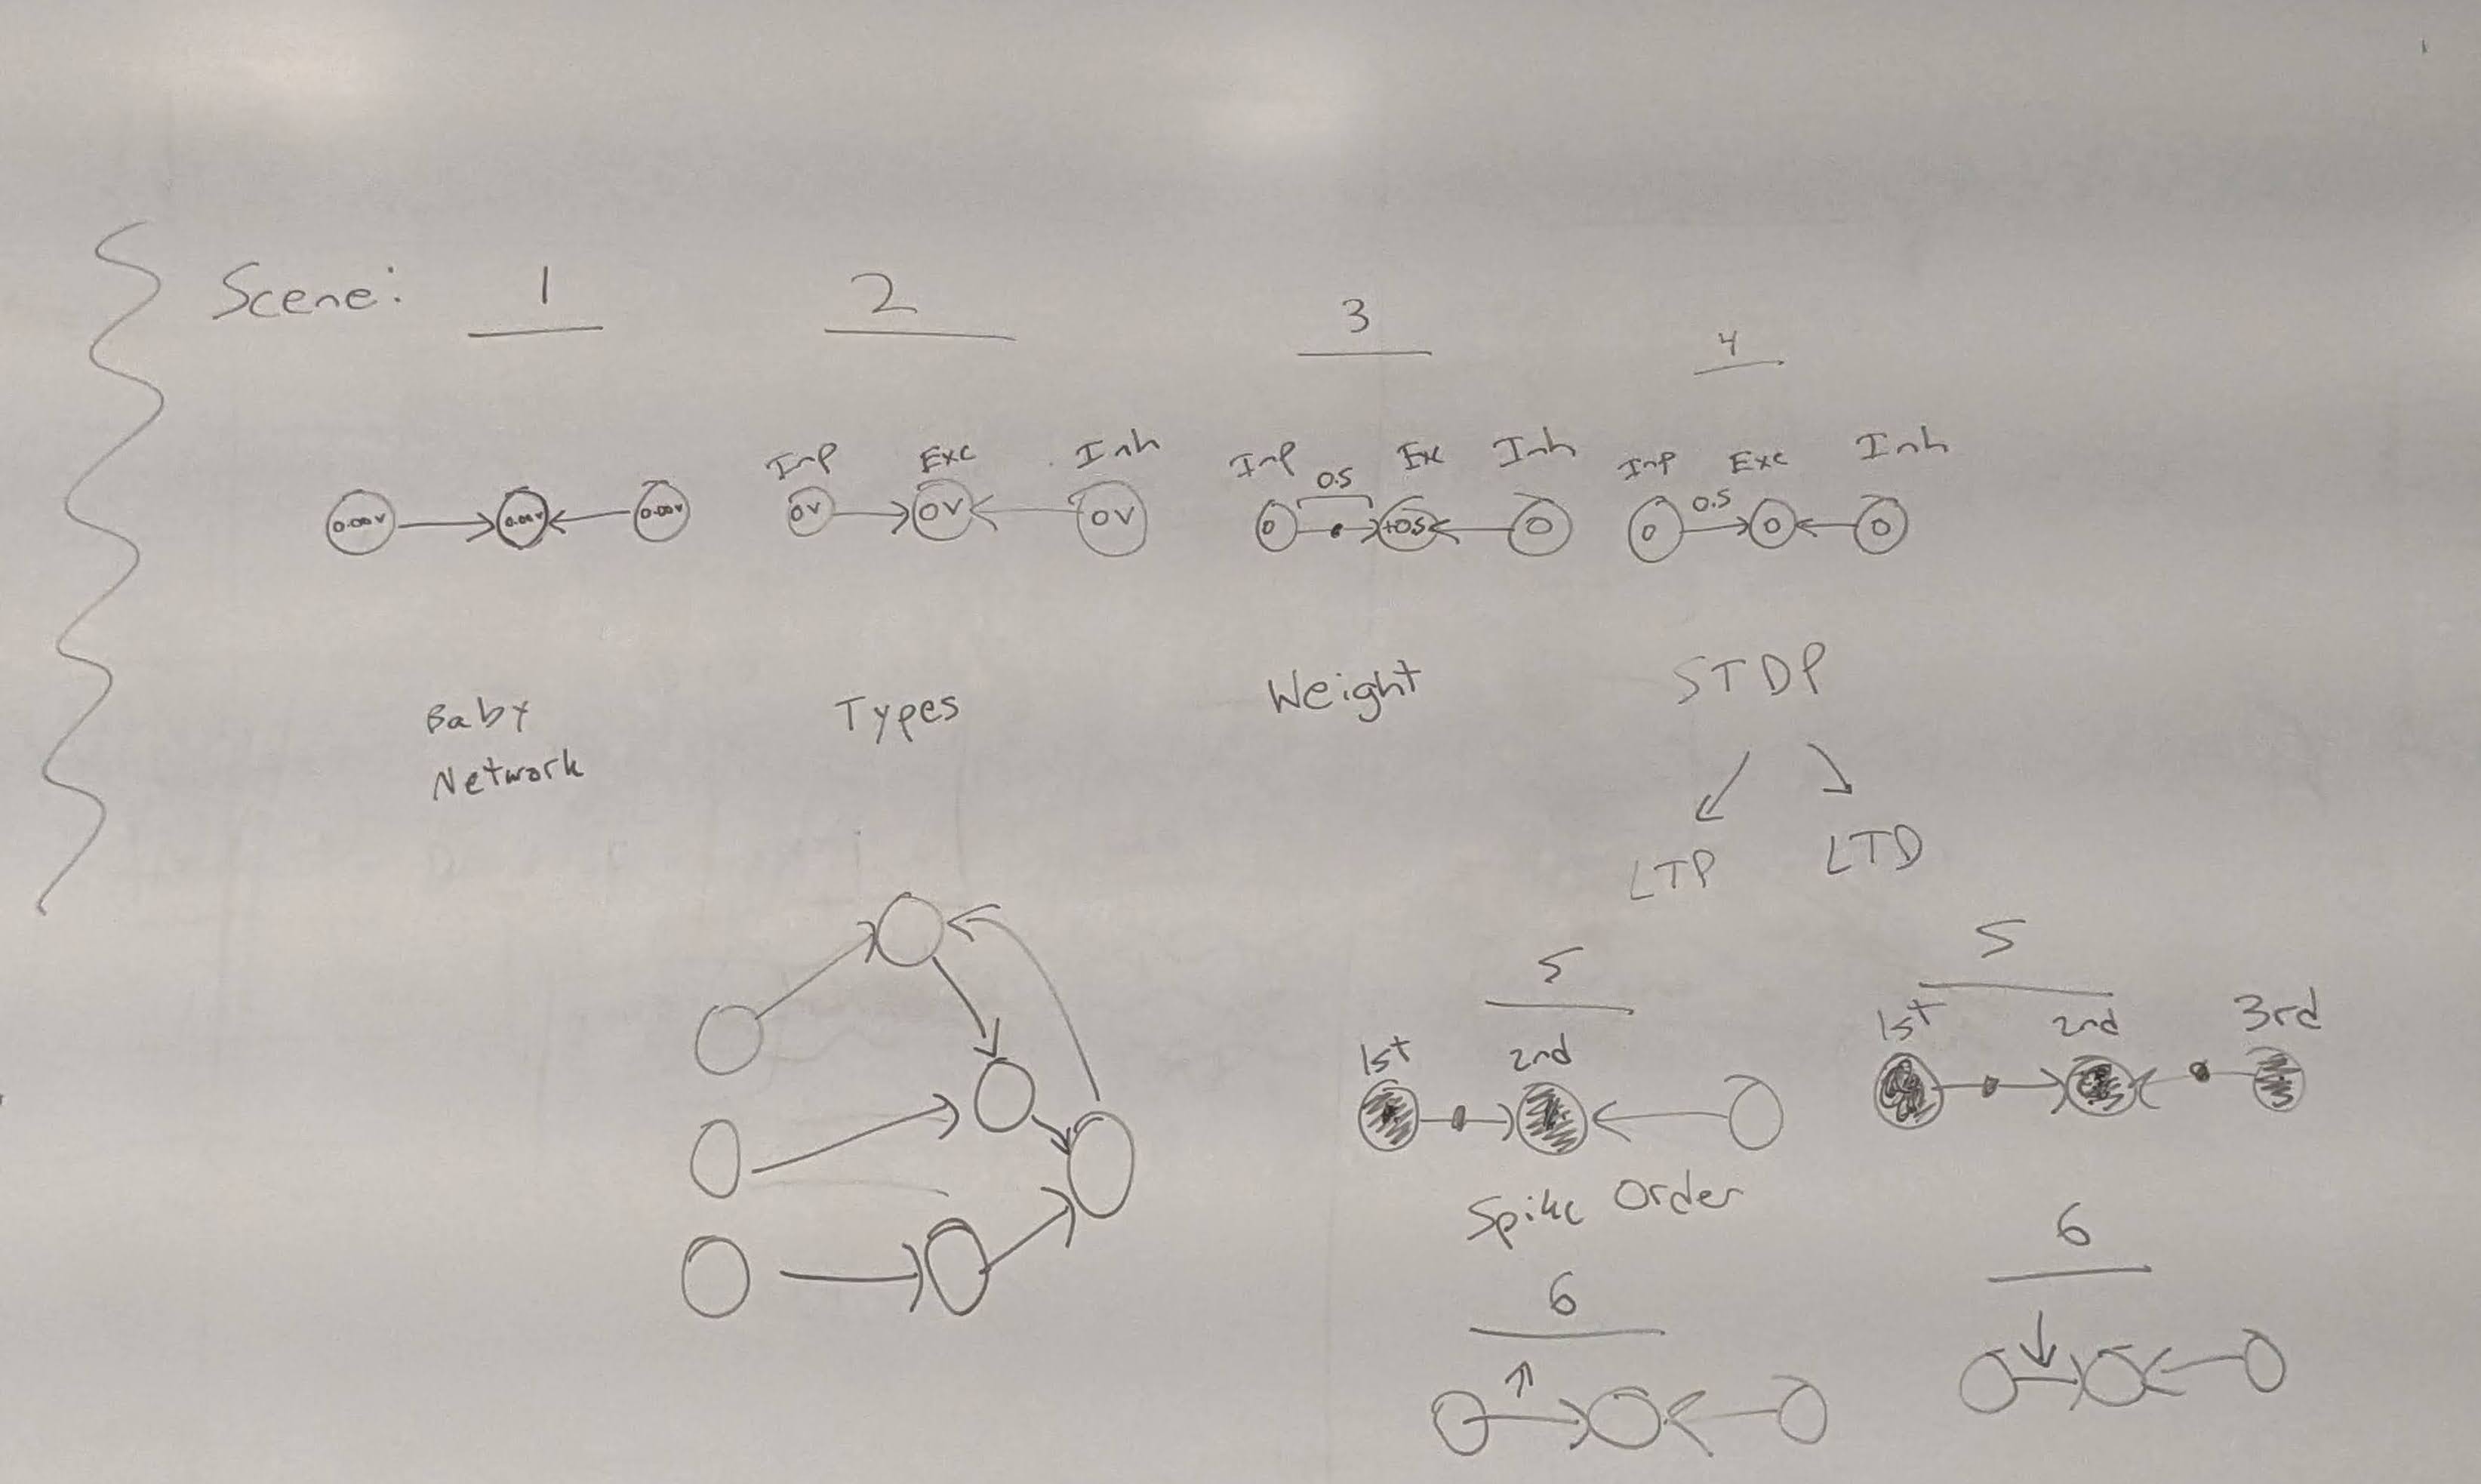 Scene: 1 2 3 4
Inp Exc Inh
Inp 0.5 Exc Inh
Inp 0.5 Exc Inh
0.00v 0.00v 0.00v
0v 0v 0v
0 +0.5 0
0 0 0
Baby
Network
Types
Weight
STDP
LTP LTD
5
1st 2nd
Spike Order
6
↑
5
1st 2nd 3rd
6
↓